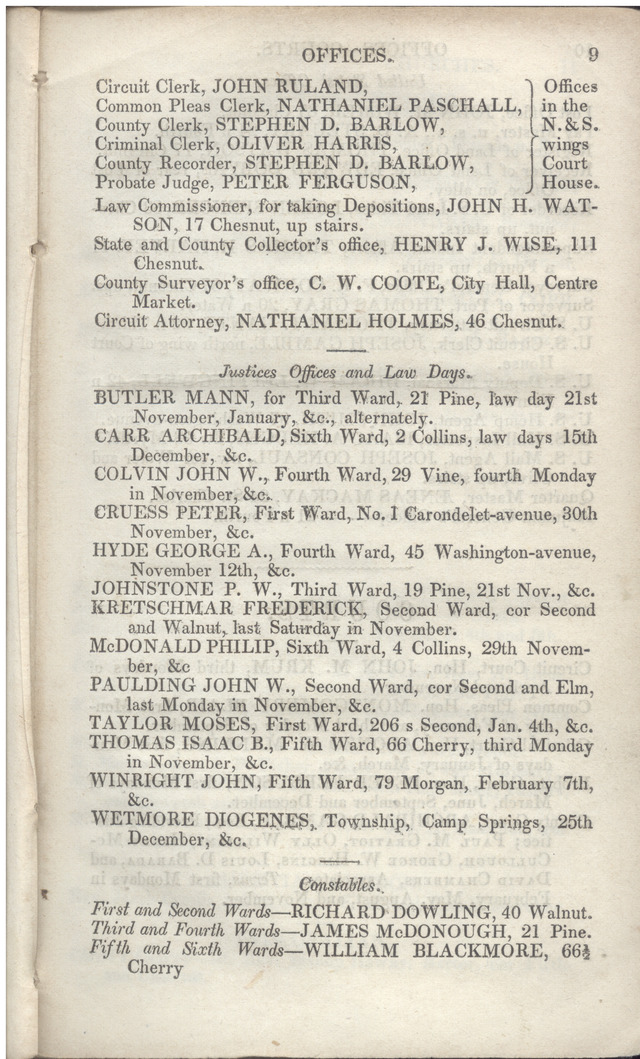 OFFICES. 9
Circuit Clerk, JOHN RULAND, Offices
Common Pleas Clerk, NATHANIEL PASCHALL, in the
County Clerk, STEPHEN D. BARLOW, N. & S.
Criminal Clerk, OLIVER HARRIS, wings
County Recorder, STEPHEN D. BARLOW, Court
Probate Judge, PETER FERGUSON, House.
Law Commissioner, for taking Depositions, JOHN H. WAT-
SON, 17 Chesnut, up stairs.
State and County Collector's office, HENRY J. WISE, 111
Chesnut.
County Surveyor's office, C. W. COOTE, City Hall, Centre
Market.
Circuit Attorney, NATHANIEL HOLMES, 46 Chesnut.
Justices Offices and Law Days.
BUTLER MANN, for Third Ward, 21 Pine, law day 21st
November, January, &c., alternately.
CARR ARCHIBALD, Sixth Ward, 2 Collins, law days 15th
December, &c.
COLVIN JOHN W., Fourth Ward, 29 Vine, fourth Monday
in November, &c.
CRUESS PETER, First Ward, No. 1 Carondelet-avenue, 30th
November, &c.
HYDE GEORGE A., Fourth Ward, 45 Washington-avenue,
November 12th, &c.
JOHNSTONE P. W., Third Ward, 19 Pine, 21st Nov., &c.
KRETSCHMAR FREDERICK, Second Ward, cor Second
and Walnut, last Saturday in November.
McDONALD PHILIP, Sixth Ward, 4 Collins, 29th Novem-
ber, &c
PAULDING JOHN W., Second Ward, cor Second and Elm,
last Monday in November, &c.
TAYLOR MOSES, First Ward, 206 s Second, Jan. 4th, &c.
THOMAS ISAAC B., Fifth Ward, 66 Cherry, third Monday
in November, &c.
WINRIGHT JOHN, Fifth Ward, 79 Morgan, February 7th,
&c.
WETMORE DIOGENES, Township, Camp Springs, 25th
December, &c.
Constables.
First and Second Wards—RICHARD DOWLING, 40 Walnut.
Third and Fourth Wards—JAMES McDONOUGH, 21 Pine.
Fifth and Sixth Wards—WILLIAM BLACKMORE, 66½
Cherry